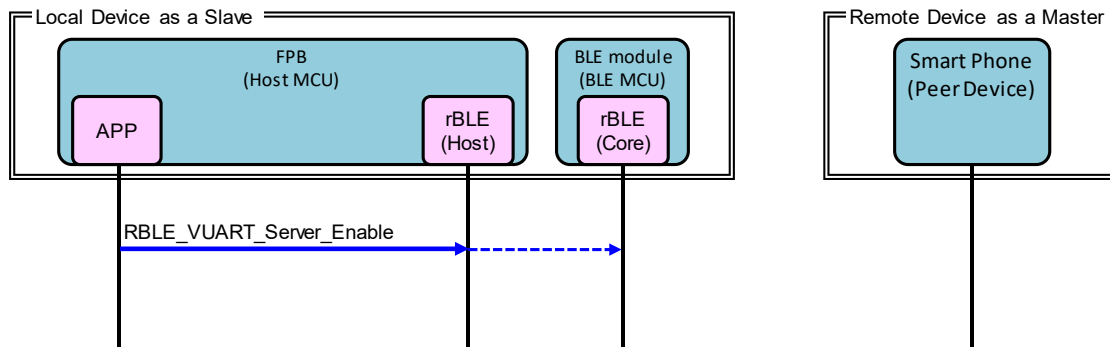 Local Device as a Slave
Remote Device as a Master
FPB
(Host MCU)
BLE module
(BLE MCU)
Smart Phone
(Peer Device)
APP
rBLE
(Host)
rBLE
(Core)
RBLE_VUART_Server_Enable